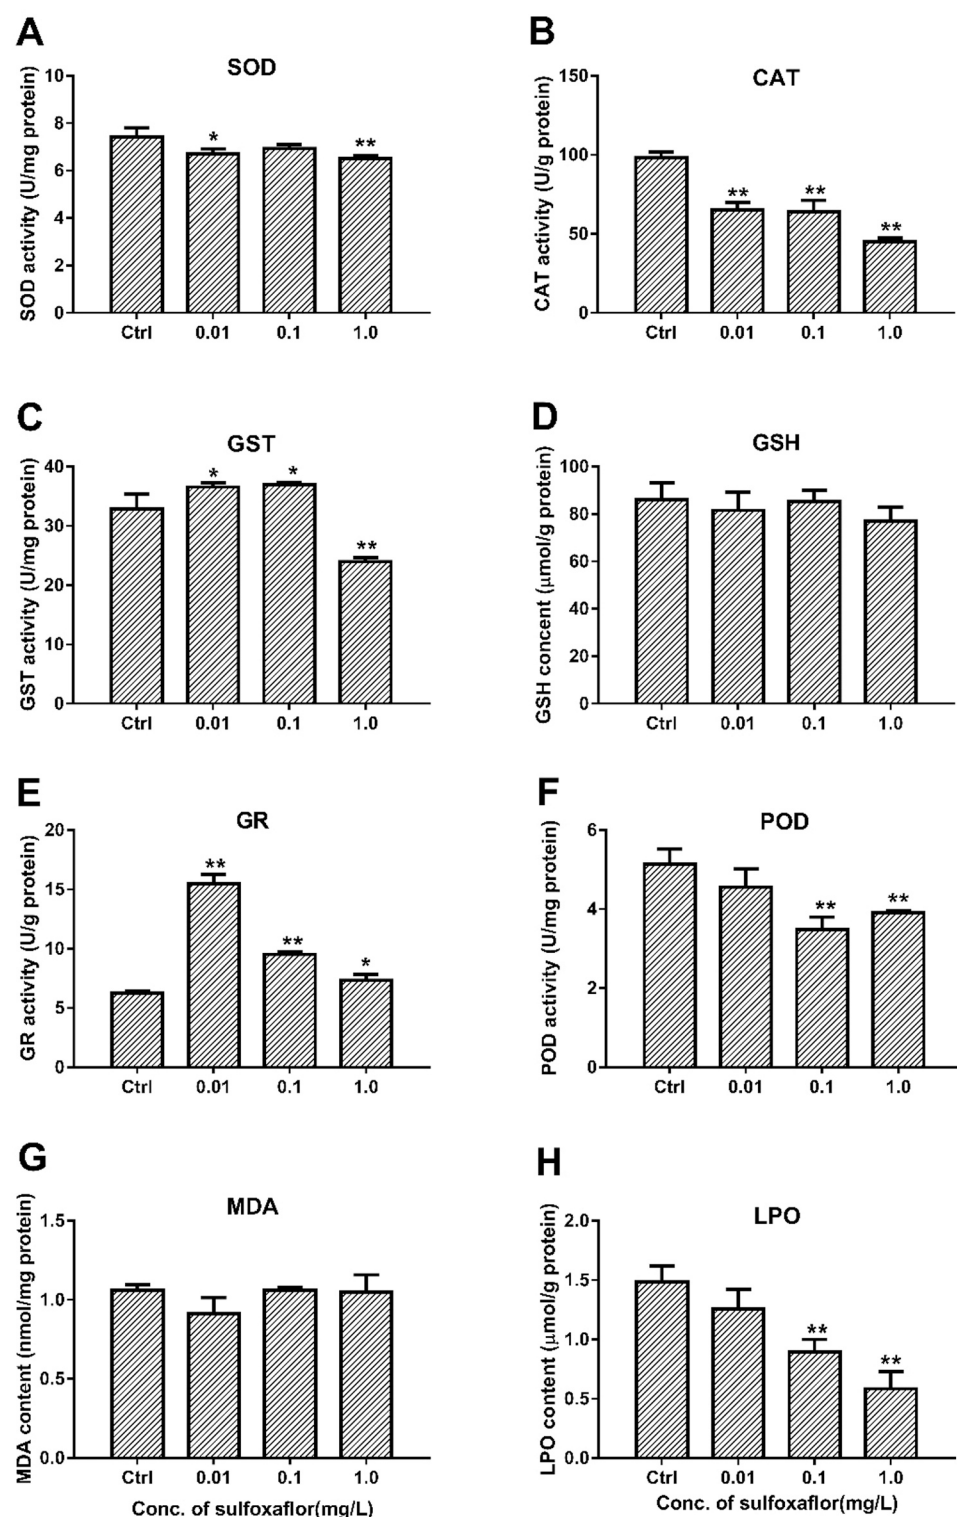 A
SOD
SOD activity (U/mg protein)
10
8
6
4
2
0
*
**
Ctrl 0.01 0.1 1.0
B
CAT
CAT activity (U/g protein)
150
100
50
0
**
**
**
Ctrl 0.01 0.1 1.0
C
GST
GST activity (U/mg protein)
40
30
20
10
0
*
*
**
Ctrl 0.01 0.1 1.0
D
GSH
GSH concent (μmol/g protein)
100
80
60
40
20
0
Ctrl 0.01 0.1 1.0
E
GR
GR activity (U/g protein)
20
15
10
5
0
**
**
*
Ctrl 0.01 0.1 1.0
F
POD
POD activity (U/mg protein)
6
4
2
0
**
**
Ctrl 0.01 0.1 1.0
G
MDA
MDA content (nmol/mg protein)
1.5
1.0
0.5
0.0
Ctrl 0.01 0.1 1.0
Conc. of sulfoxaflor(mg/L)
H
LPO
LPO content (μmol/g protein)
2.0
1.5
1.0
0.5
0.0
**
**
Ctrl 0.01 0.1 1.0
Conc. of sulfoxaflor(mg/L)